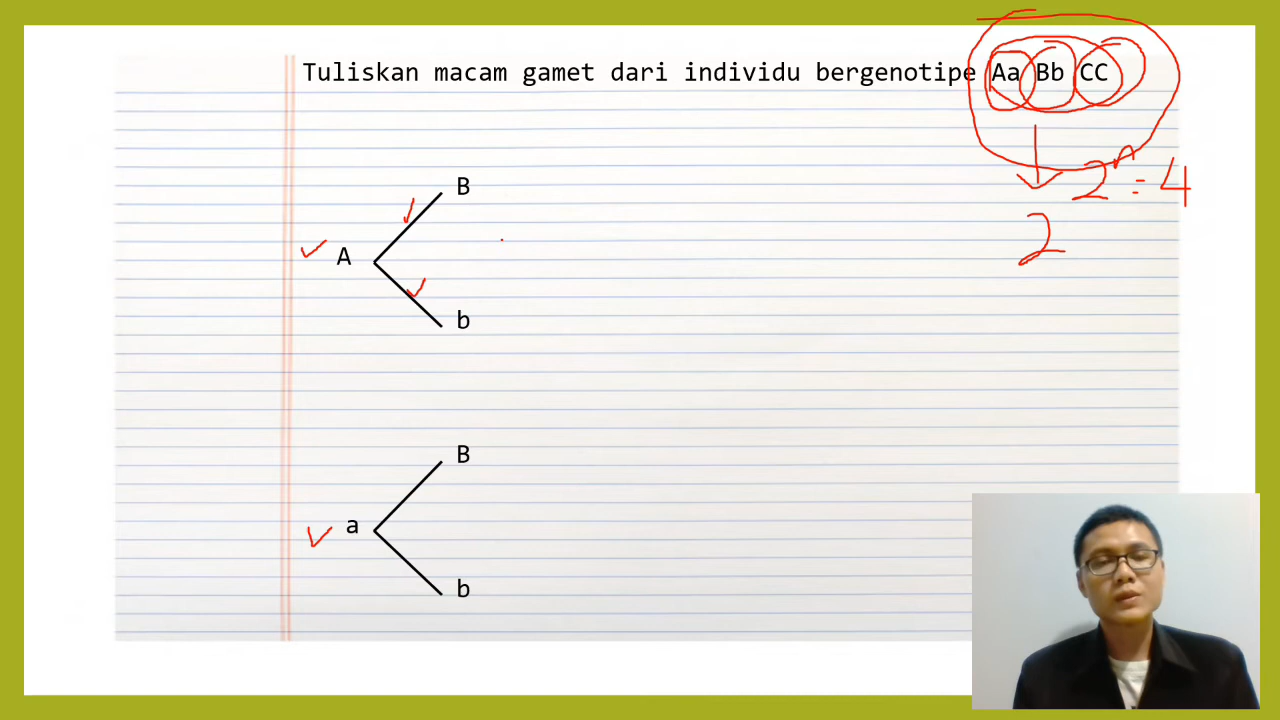 Tuliskan macam gamet dari individu bergenotipe Aa Bb CC
2ⁿ = 4
2
B
A
b
B
a
b